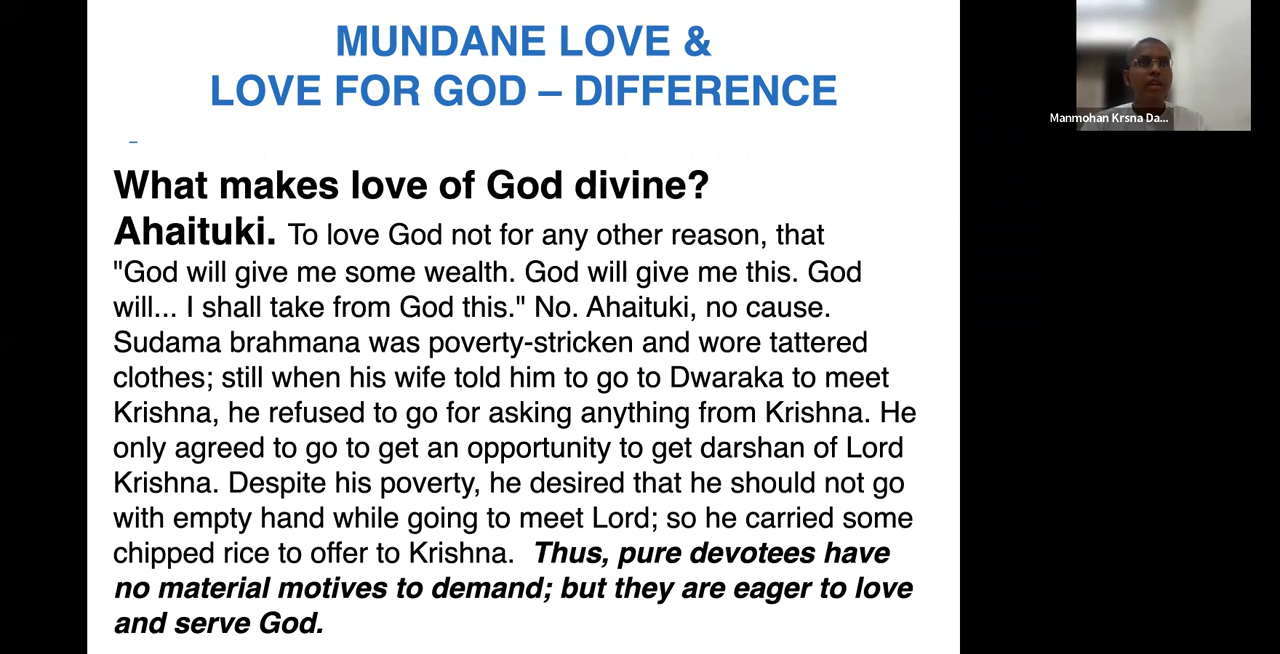 MUNDANE LOVE &
LOVE FOR GOD – DIFFERENCE
–
What makes love of God divine?
Ahaituki. To love God not for any other reason, that
"God will give me some wealth. God will give me this. God
will... I shall take from God this." No. Ahaituki, no cause.
Sudama brahmana was poverty-stricken and wore tattered
clothes; still when his wife told him to go to Dwaraka to meet
Krishna, he refused to go for asking anything from Krishna. He
only agreed to go to get an opportunity to get darshan of Lord
Krishna. Despite his poverty, he desired that he should not go
with empty hand while going to meet Lord; so he carried some
chipped rice to offer to Krishna. Thus, pure devotees have
no material motives to demand; but they are eager to love
and serve God.
Manmohan Krsna Da...